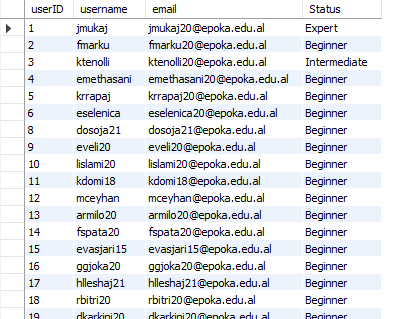 userID username email Status
1 jmukaj jmukaj20@epoka.edu.al Expert
2 fmarku fmarku20@epoka.edu.al Beginner
3 ktenolli ktenolli20@epoka.edu.al Intermediate
4 emethasani emethasani20@epoka.edu.al Beginner
5 krrapaj krrapaj20@epoka.edu.al Beginner
6 eselenica eselenica20@epoka.edu.al Beginner
8 dosoja21 dosoja21@epoka.edu.al Beginner
9 eveli20 eveli20@epoka.edu.al Beginner
10 lislami20 lislami20@epoka.edu.al Beginner
11 kdomi18 kdomi18@epoka.edu.al Beginner
12 mceyhan mceyhan@epoka.edu.al Beginner
13 armilo20 armilo20@epoka.edu.al Beginner
14 fspata20 fspata20@epoka.edu.al Beginner
15 evasjari15 evasjari15@epoka.edu.al Beginner
16 ggjoka20 ggjoka20@epoka.edu.al Beginner
17 hlleshaj21 hlleshaj21@epoka.edu.al Beginner
18 rbitri20 rbitri20@epoka.edu.al Beginner
19 dkarkini20 dkarkini20@epoka.edu.al Beginner